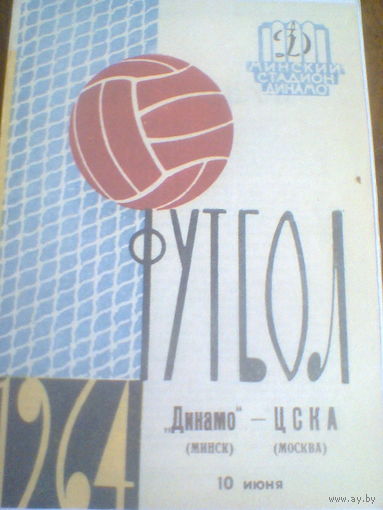 Д
МИНСКИЙ
СТАДИОН
ДИНАМО
ФУТБОЛ
1964
„Динамо“ – ЦСКА
(МИНСК) (МОСКВА)
10 июня
www.ay.by